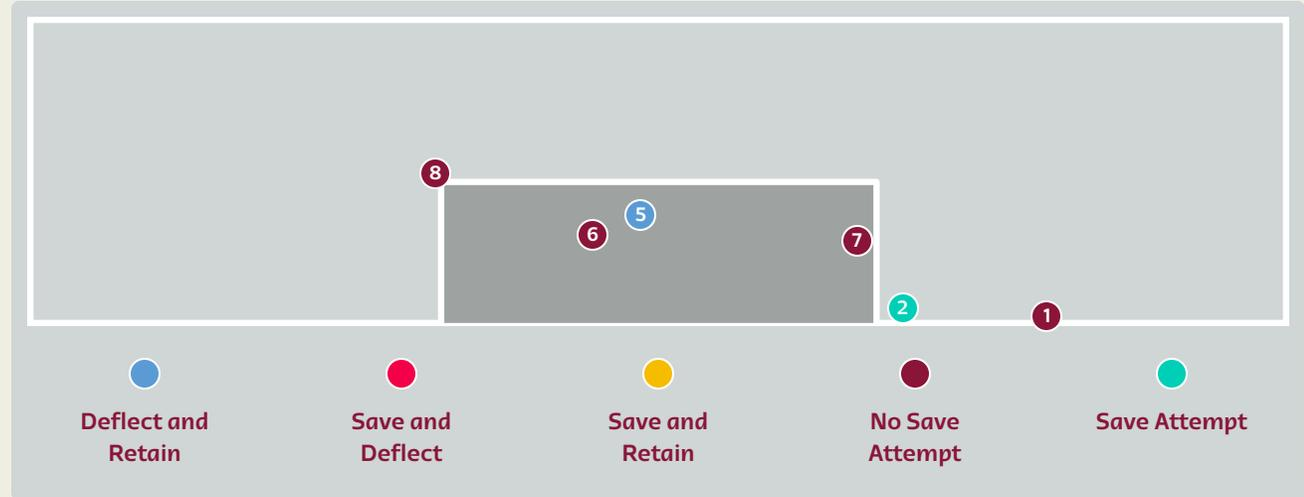 8
5
6
7
2
1
Deflect and
Retain
Save and
Deflect
Save and
Retain
No Save
Attempt
Save Attempt